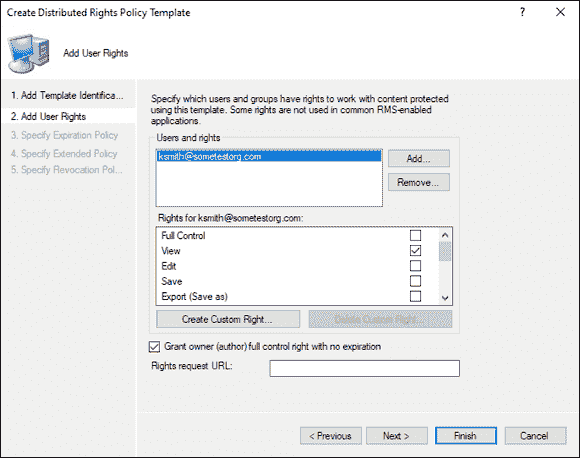 Create Distributed Rights Policy Template
Add User Rights
1. Add Template Identifica...
2. Add User Rights
3. Specify Expiration Policy
4. Specify Extended Policy
5. Specify Revocation Pol...
Specify which users and groups have rights to work with content protected
using this template. Some rights are not used in common RMS-enabled
applications.
Users and rights
ksmith@sometestorg.com
Add...
Remove...
Rights for ksmith@sometestorg.com:
Full Control
View
Edit
Save
Export (Save as)
Create Custom Right...
Delete Custom Right...
Grant owner (author) full control right with no expiration
Rights request URL:
< Previous
Next >
Finish
Cancel